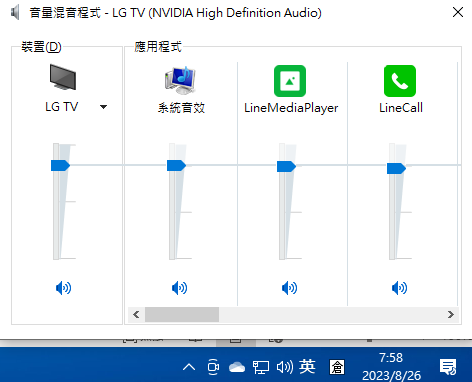 音量混音程式 - LG TV (NVIDIA High Definition Audio)
裝置(D)
應用程式
LG TV
系統音效
LineMediaPlayer
LineCall
英
倉
7:58
2023/8/26